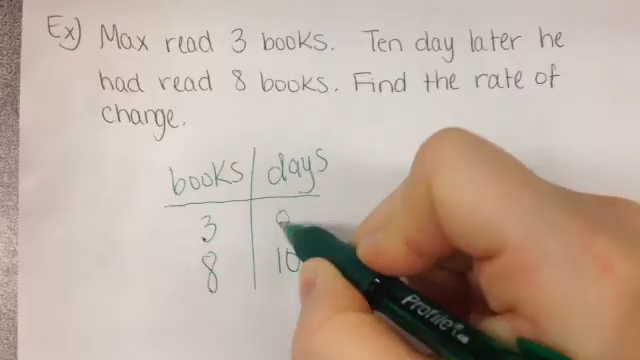 Ex) Max read 3 books. Ten day later he
had read 8 books. Find the rate of
change.
books days
3 0
8 10
Profile